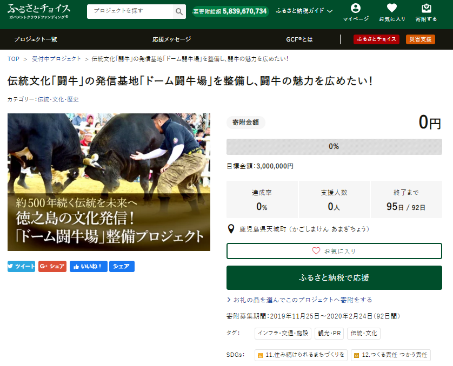 ふるさとチョイス
ガバメントクラウドファンディング®
プロジェクトを探す
累寄附総額 5,839,670,734
ふるさと納税ガイド
マイページ
お気に入り
寄附する
プロジェクト一覧
応援メッセージ
GCF®とは
ふるさとチョイス
災害支援
TOP > 受付中プロジェクト > 伝統文化「闘牛」の発信基地「ドーム闘牛場」を整備し、闘牛の魅力を広めたい！
伝統文化「闘牛」の発信基地「ドーム闘牛場」を整備し、闘牛の魅力を広めたい！
カテゴリー：伝統・文化・歴史
約500年続く伝統を未来へ
徳之島の文化発信！
「ドーム闘牛場」整備プロジェクト
ツイート
G+ シェア
いいね！
シェア
寄附金額
0円
0%
目標金額：3,000,000円
達成率
0%
支援人数
0人
終了まで
95日 / 92日
鹿児島県天城町（かごしまけん あまぎちょう）
お気に入り
ふるさと納税で応援
お礼の品を選んでこのプロジェクトへ寄附をする
寄附募集期間：2019年11月25日～2020年2月24日（92日間）
タグ：
インフラ・交通・施設
観光・PR
伝統・文化
SDGs：
11.住み続けられるまちづくりを
12.つくる責任 つかう責任